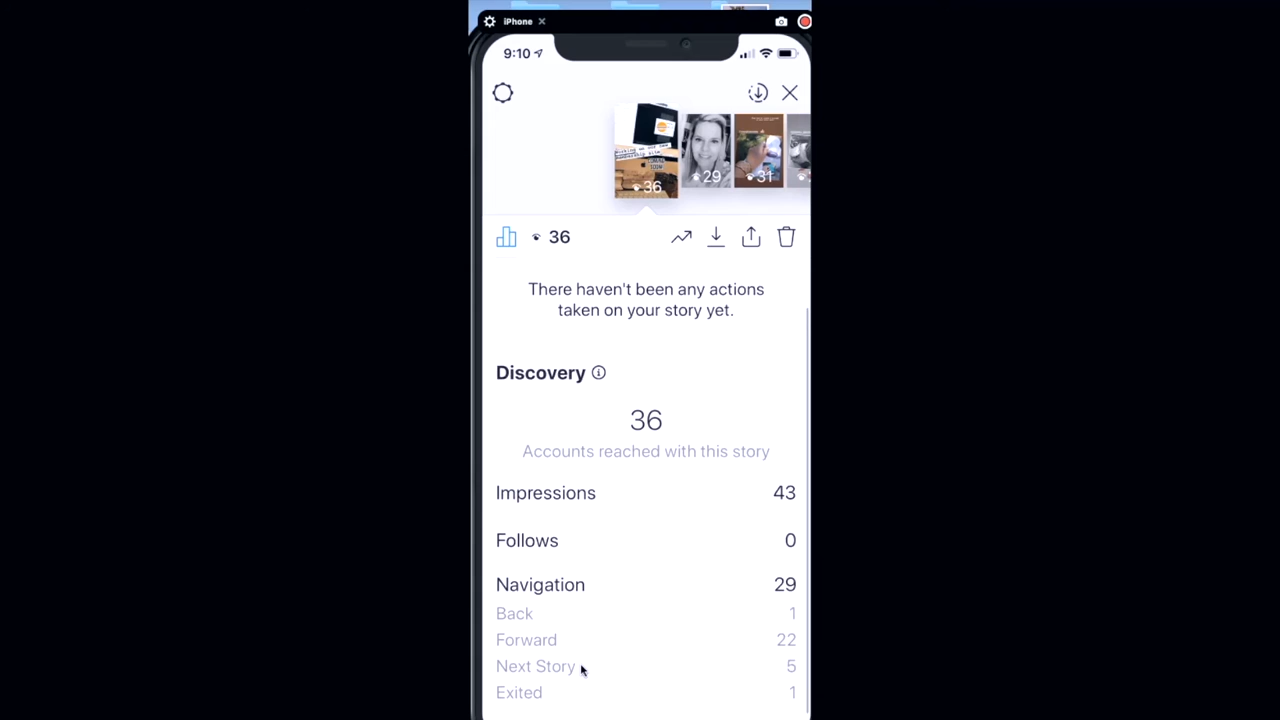 iPhone
9:10
36
29
31
36
There haven't been any actions
taken on your story yet.
Discovery
36
Accounts reached with this story
Impressions 43
Follows 0
Navigation 29
Back 1
Forward 22
Next Story 5
Exited 1